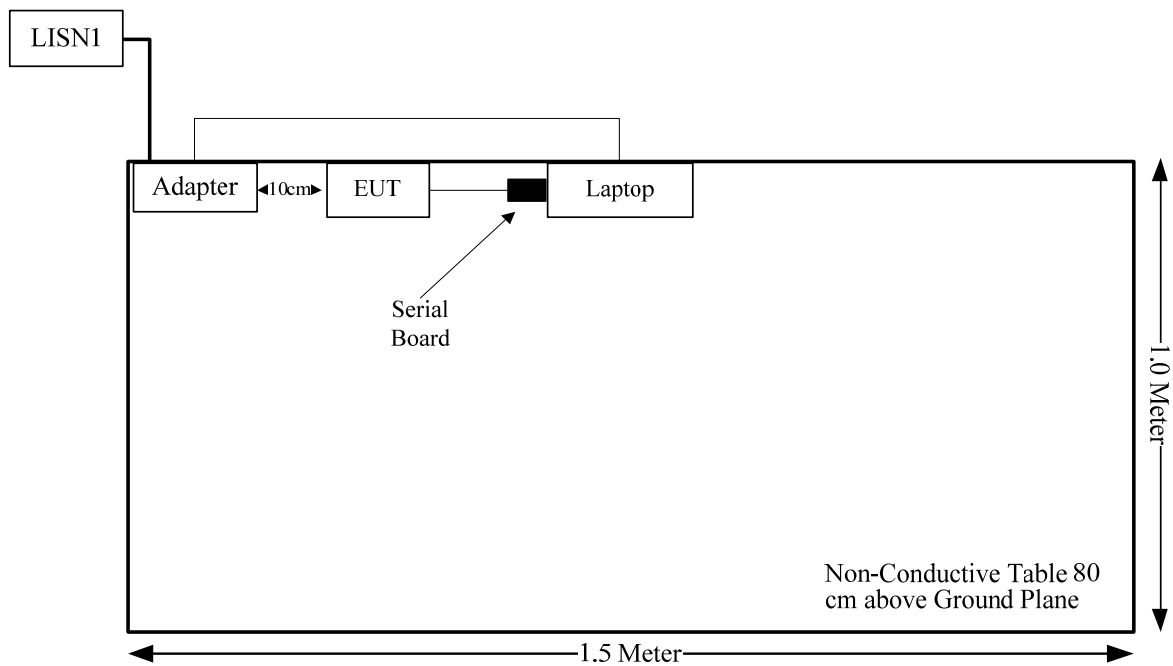 LISN1
Adapter
10cm
EUT
Laptop
Serial
Board
1.0 Meter
Non-Conductive Table 80
cm above Ground Plane
1.5 Meter